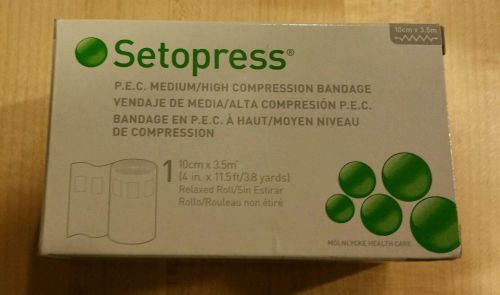 10cm x 3.5m
Setopress®
P.E.C. MEDIUM/HIGH COMPRESSION BANDAGE
VENDAJE DE MEDIA/ALTA COMPRESIÓN P.E.C.
BANDAGE EN P.E.C. À HAUT/MOYEN NIVEAU
DE COMPRESSION
1 10cm x 3.5m*
(4 in. x 11.5ft/3.8 yards)
Relaxed Roll/Sin Estirar
Rollo/Rouleau non étiré
MÖLNLYCKE HEALTH CARE